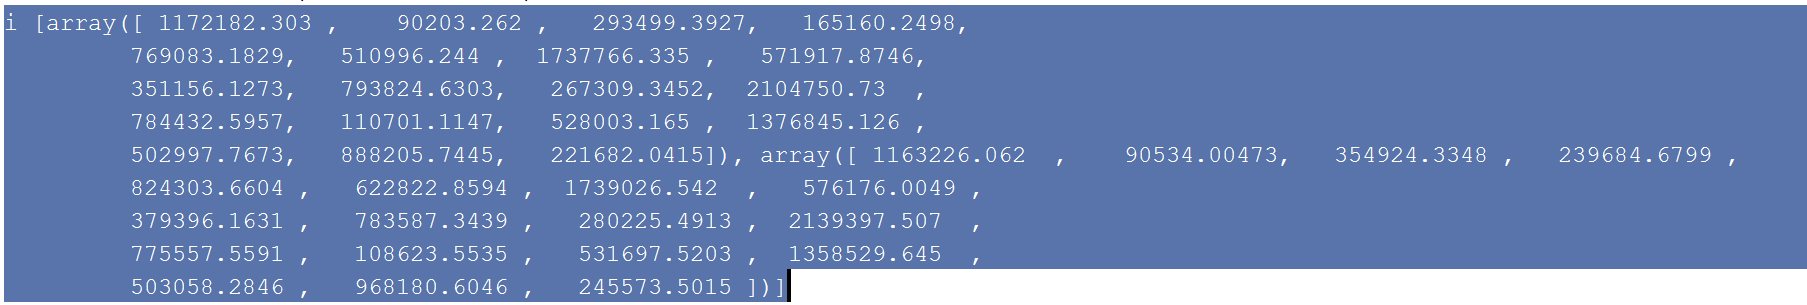 i [array([ 1172182.303 ,    90203.262 ,   293499.3927,   165160.2498,
769083.1829,   510996.244 ,  1737766.335 ,   571917.8746,
351156.1273,   793824.6303,   267309.3452,  2104750.73  ,
784432.5957,   110701.1147,   528003.165 ,  1376845.126 ,
502997.7673,   888205.7445,   221682.0415]), array([ 1163226.062  ,    90534.00473,   354924.3348 ,   239684.6799 ,
824303.6604 ,   622822.8594 ,  1739026.542  ,   576176.0049 ,
379396.1631 ,   783587.3439 ,   280225.4913 ,  2139397.507  ,
775557.5591 ,   108623.5535 ,   531697.5203 ,  1358529.645  ,
503058.2846 ,   968180.6046 ,   245573.5015 ])]